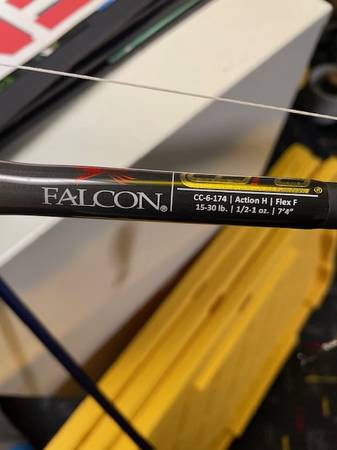 FALCON®
CC-6-174 | Action H | Flex F
15-30 lb. | 1/2-1 oz. | 7'4"